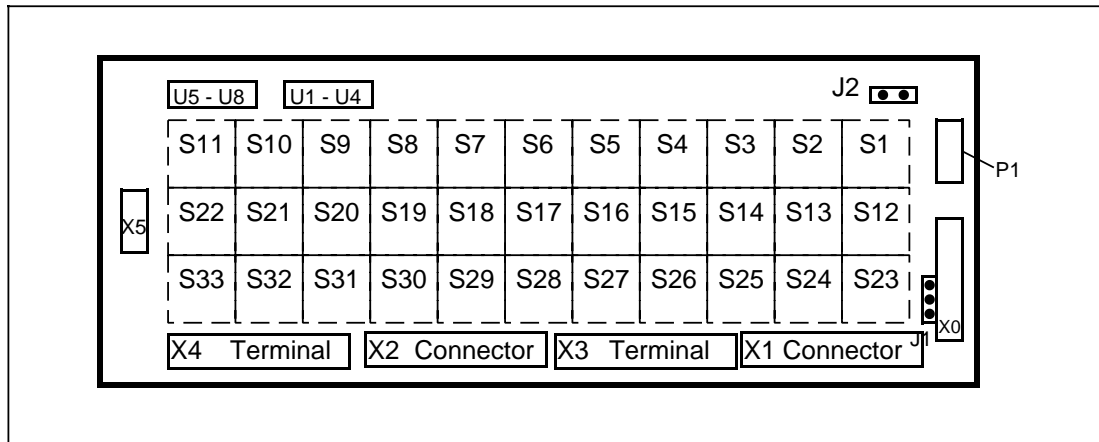 U5 - U8 U1 - U4 J2
S11 S10 S9 S8 S7 S6 S5 S4 S3 S2 S1
P1
S22 S21 S20 S19 S18 S17 S16 S15 S14 S13 S12
X5
S33 S32 S31 S30 S29 S28 S27 S26 S25 S24 S23
X0
J1
X4 Terminal X2 Connector X3 Terminal X1 Connector